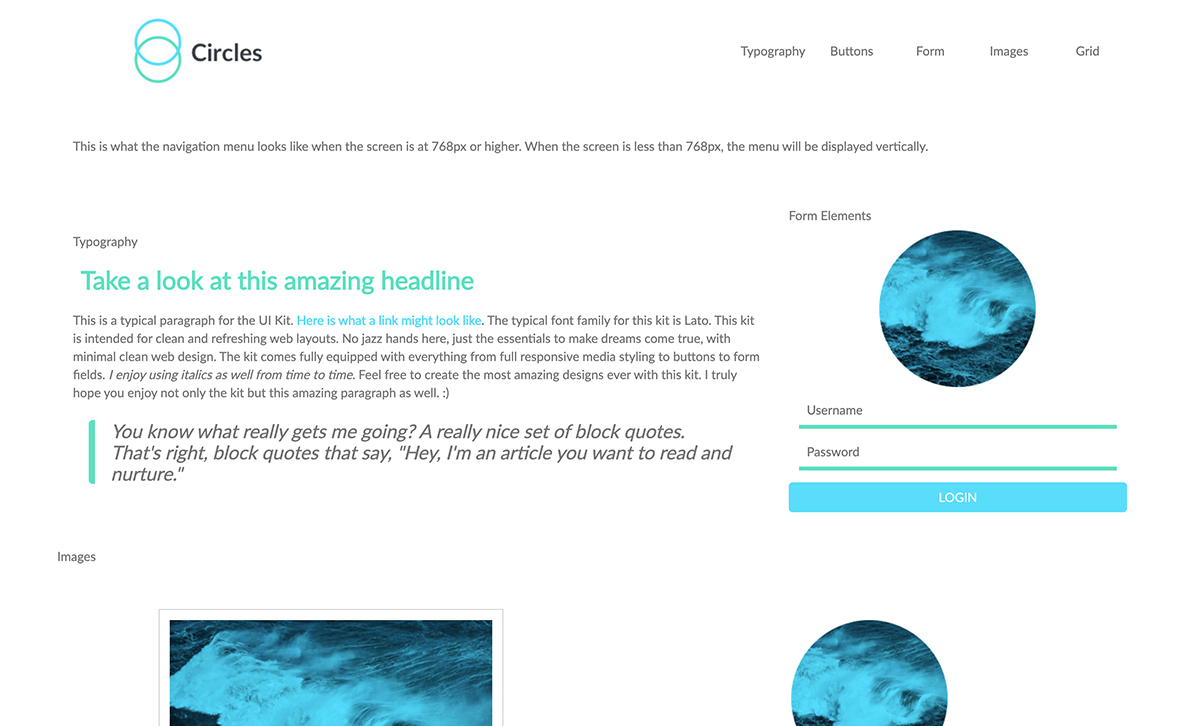 Circles
Typography
Buttons
Form
Images
Grid
This is what the navigation menu looks like when the screen is at 768px or higher. When the screen is less than 768px, the menu will be displayed vertically.
Typography
Take a look at this amazing headline
This is a typical paragraph for the UI Kit. Here is what a link might look like. The typical font family for this kit is Lato. This kit
is intended for clean and refreshing web layouts. No jazz hands here, just the essentials to make dreams come true, with
minimal clean web design. The kit comes fully equipped with everything from full responsive media styling to buttons to form
fields. I enjoy using italics as well from time to time. Feel free to create the most amazing designs ever with this kit. I truly
hope you enjoy not only the kit but this amazing paragraph as well. :)
You know what really gets me going? A really nice set of block quotes.
That's right, block quotes that say, "Hey, I'm an article you want to read and
nurture."
Form Elements
Username
Password
LOGIN
Images